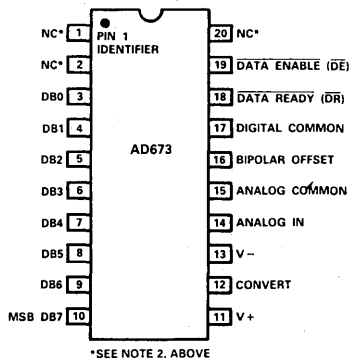 NC* 1 PIN 1 20 NC*
IDENTIFIER
NC* 2 19 DATA ENABLE (DE)
DB0 3 18 DATA READY (DR)
DB1 4 17 DIGITAL COMMON
AD673
DB2 5 16 BIPOLAR OFFSET
DB3 6 15 ANALOG COMMON
DB4 7 14 ANALOG IN
DB5 8 13 V−
DB6 9 12 CONVERT
MSB DB7 10 11 V+
*SEE NOTE 2, ABOVE